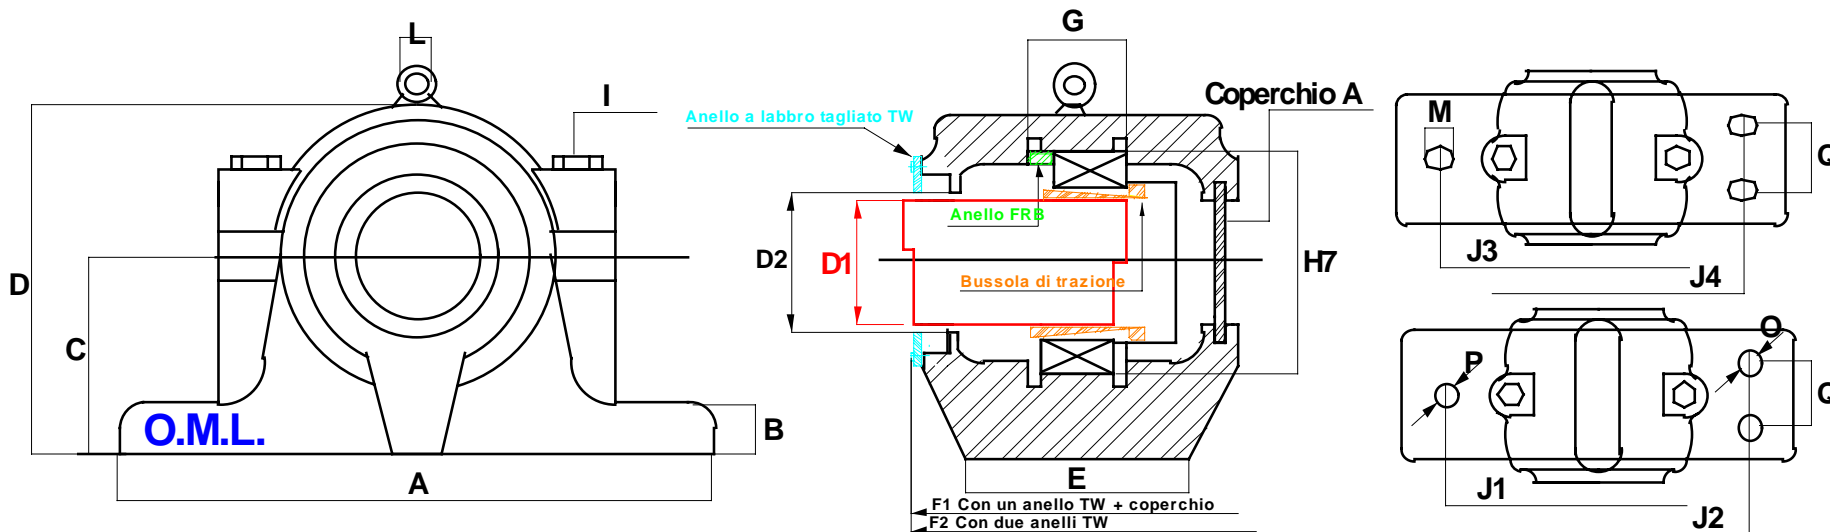 L
I
D
C
B
O.M.L.
A
G
Anello a labbro tagliato TW
Coperchio A
Anello FRB
D2
D1
H7
Bussola di trazione
E
F1 Con un anello TW + coperchio
F2 Con due anelli TW
M
Q
J3
J4
O
P
Q
J1
J2